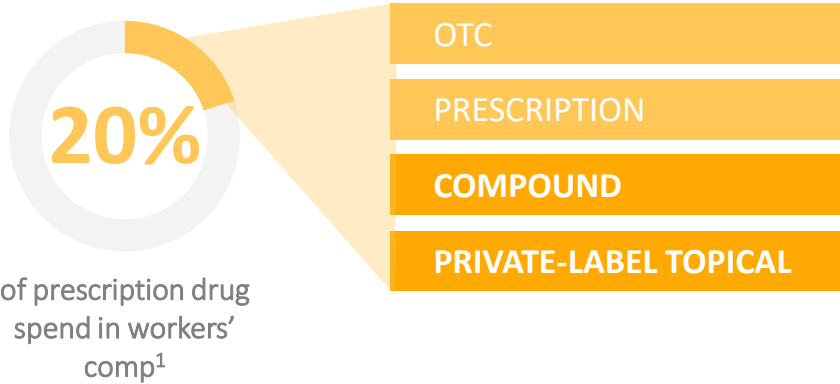 20%
of prescription drug
spend in workers’
comp¹
OTC
PRESCRIPTION
COMPOUND
PRIVATE-LABEL TOPICAL